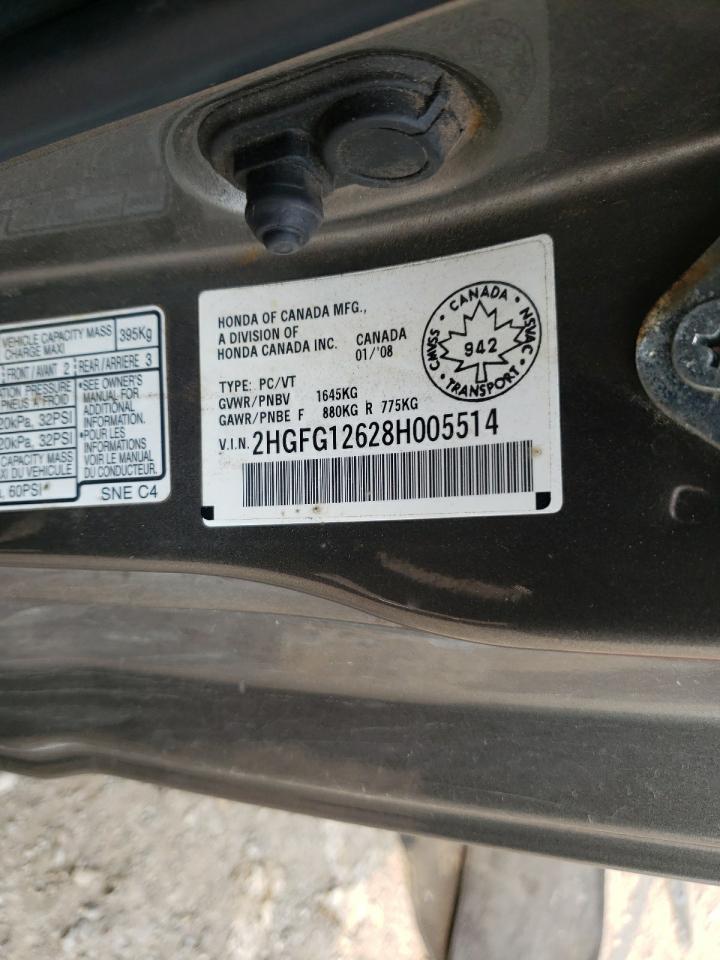 VEHICLE CAPACITY MASS 395Kg
CHARGE MAXI
FRONT/AVANT 2 REAR/ARRIERE 3
PRESSURE
PNEUS À FROID
20kPa, 32PSI
20kPa, 32PSI
CAPACITY MASS
MAXI DU VÉHICULE
60PSI
•SEE OWNER'S
MANUAL FOR
ADDITIONAL
INFORMATION.
•POUR PLUS
INFORMATIONS
VOIR LE MANUAL
DU CONDUCTEUR.
SNE C4
HONDA OF CANADA MFG.,
A DIVISION OF
HONDA CANADA INC. CANADA
01/'08
TYPE: PC/VT
GVWR/PNBV 1645KG
GAWR/PNBE F 880KG R 775KG
V.I.N. 2HGFG12628H005514
CANADA
CMVSS 942 NSVAC
TRANSPORT